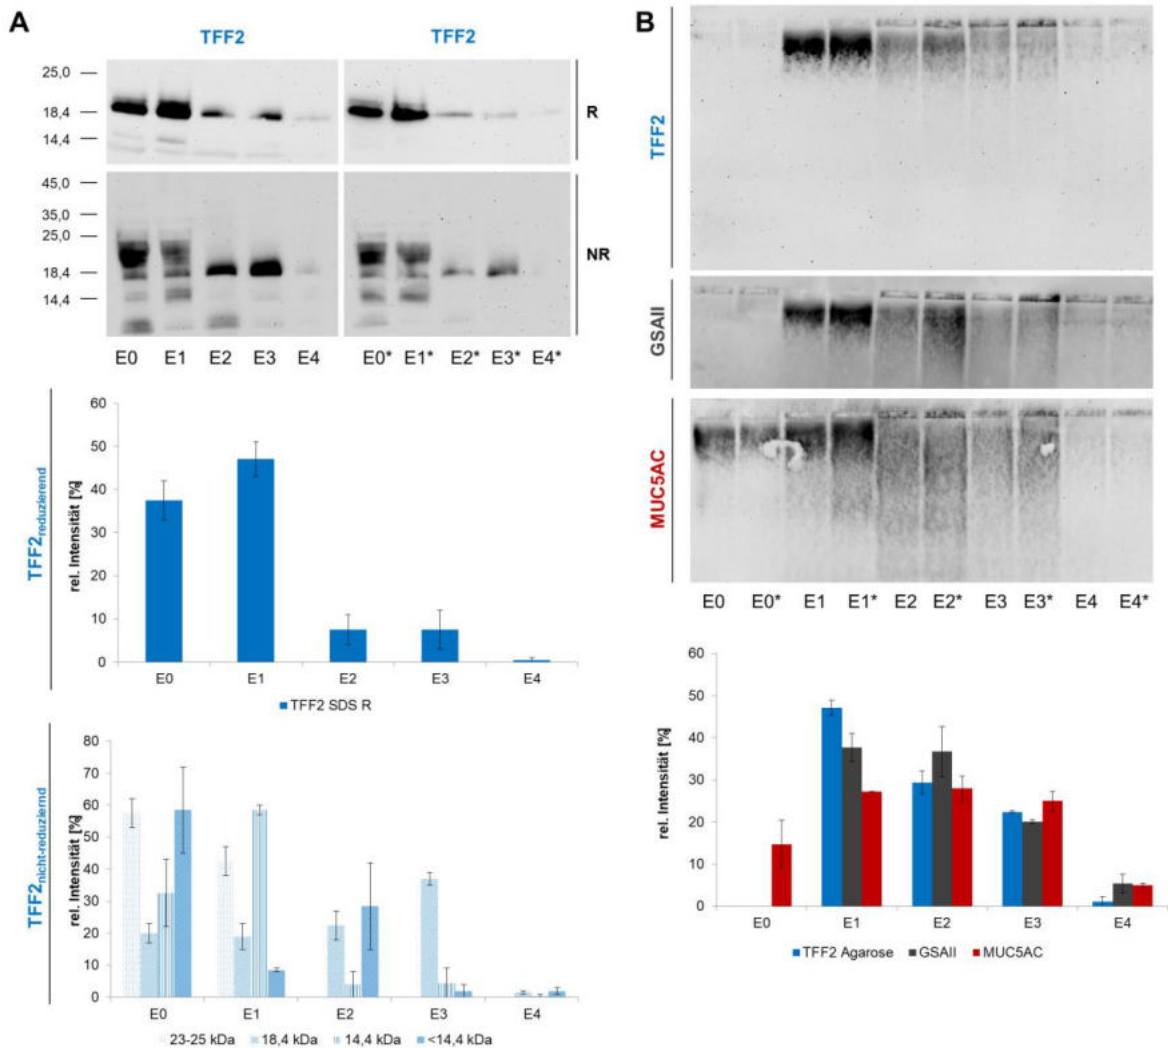 A
TFF2
TFF2
25,0
18,4
14,4
R
45,0
35,0
25,0
18,4
14,4
NR
E0 E1 E2 E3 E4 E0* E1* E2* E3* E4*
TFF2reduzierend
rel. Intensität [%]
60
50
40
30
20
10
0
E0 E1 E2 E3 E4
TFF2 SDS R
TFF2nicht-reduziernd
rel. Intensität [%]
80
70
60
50
40
30
20
10
0
E0 E1 E2 E3 E4
23-25 kDa 18,4 kDa 14,4 kDa <14,4 kDa
B
TFF2
GSAII
MUC5AC
E0 E0* E1 E1* E2 E2* E3 E3* E4 E4*
rel. Intensität [%]
60
50
40
30
20
10
0
E0 E1 E2 E3 E4
TFF2 Agarose GSAII MUC5AC